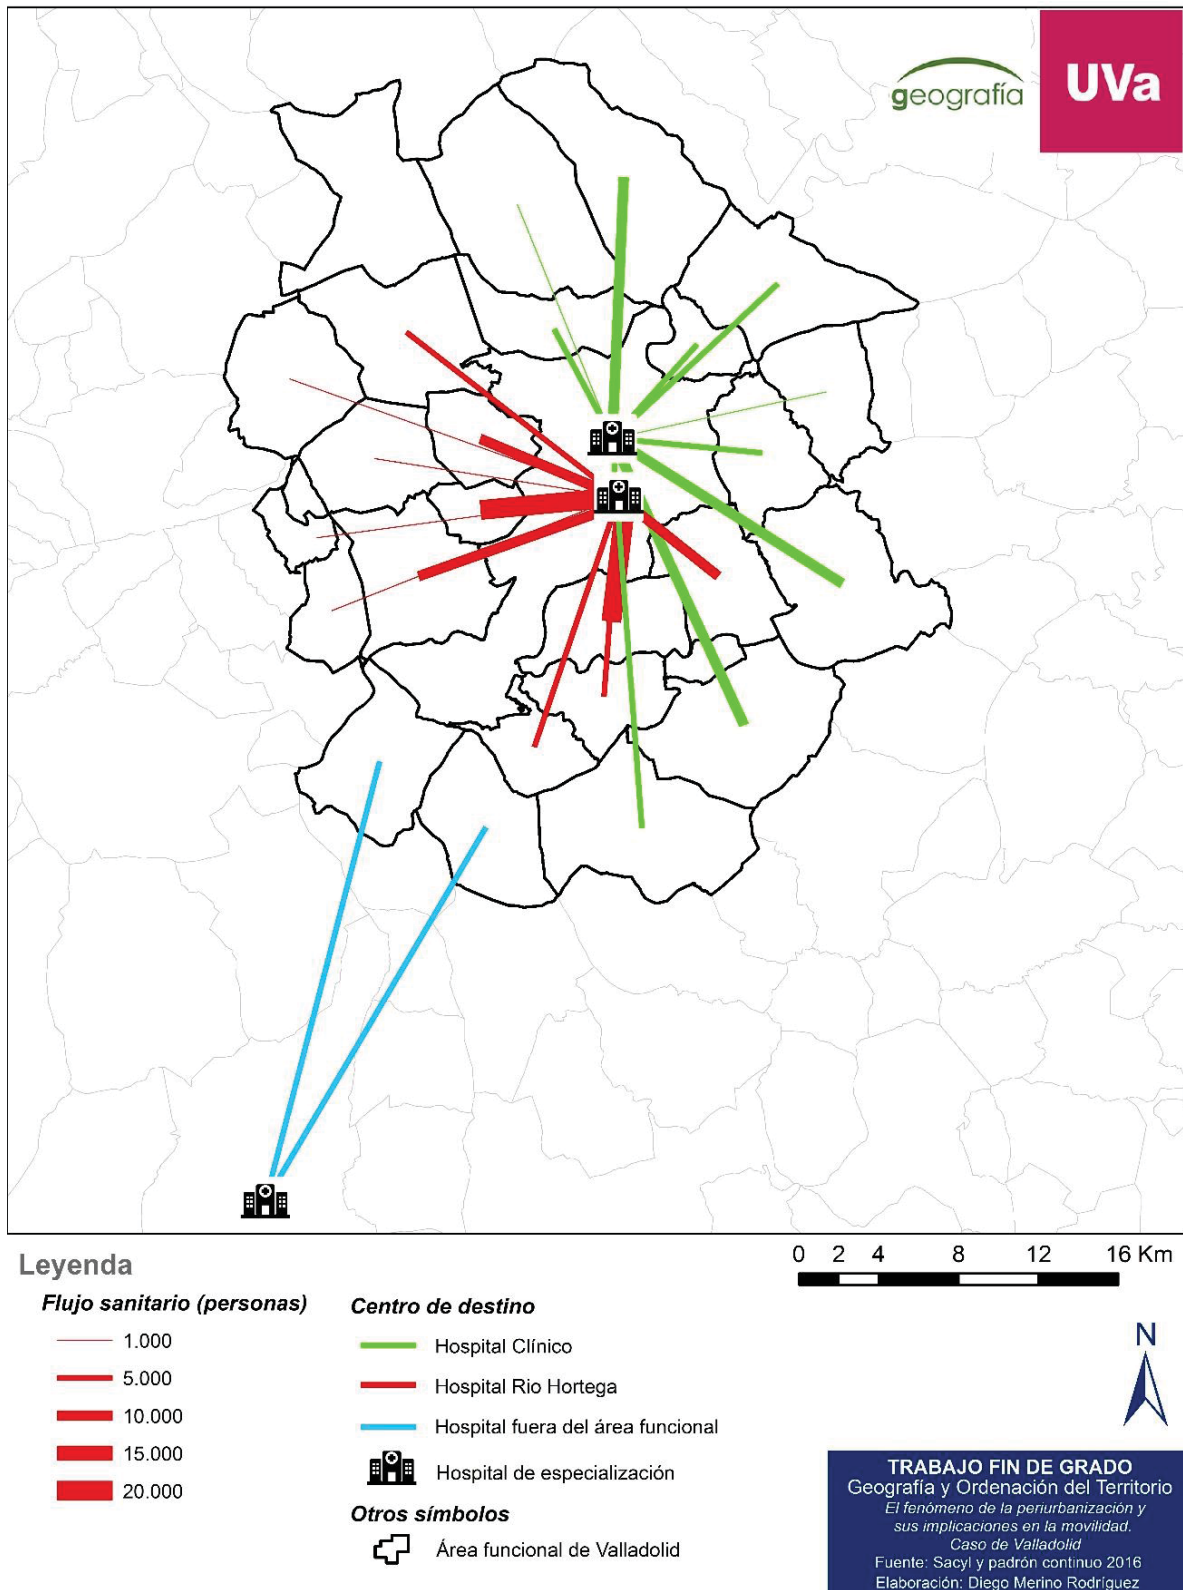 geografía
UVa
Leyenda
Flujo sanitario (personas)
1.000
5.000
10.000
15.000
20.000
Centro de destino
Hospital Clínico
Hospital Rio Hortega
Hospital fuera del área funcional
Hospital de especialización
Otros símbolos
Área funcional de Valladolid
0 2 4 8 12 16 Km
N
TRABAJO FIN DE GRADO
Geografía y Ordenación del Territorio
El fenómeno de la periurbanización y
sus implicaciones en la movilidad.
Caso de Valladolid
Fuente: Sacyl y padrón continuo 2016
Elaboración: Diego Merino Rodríguez